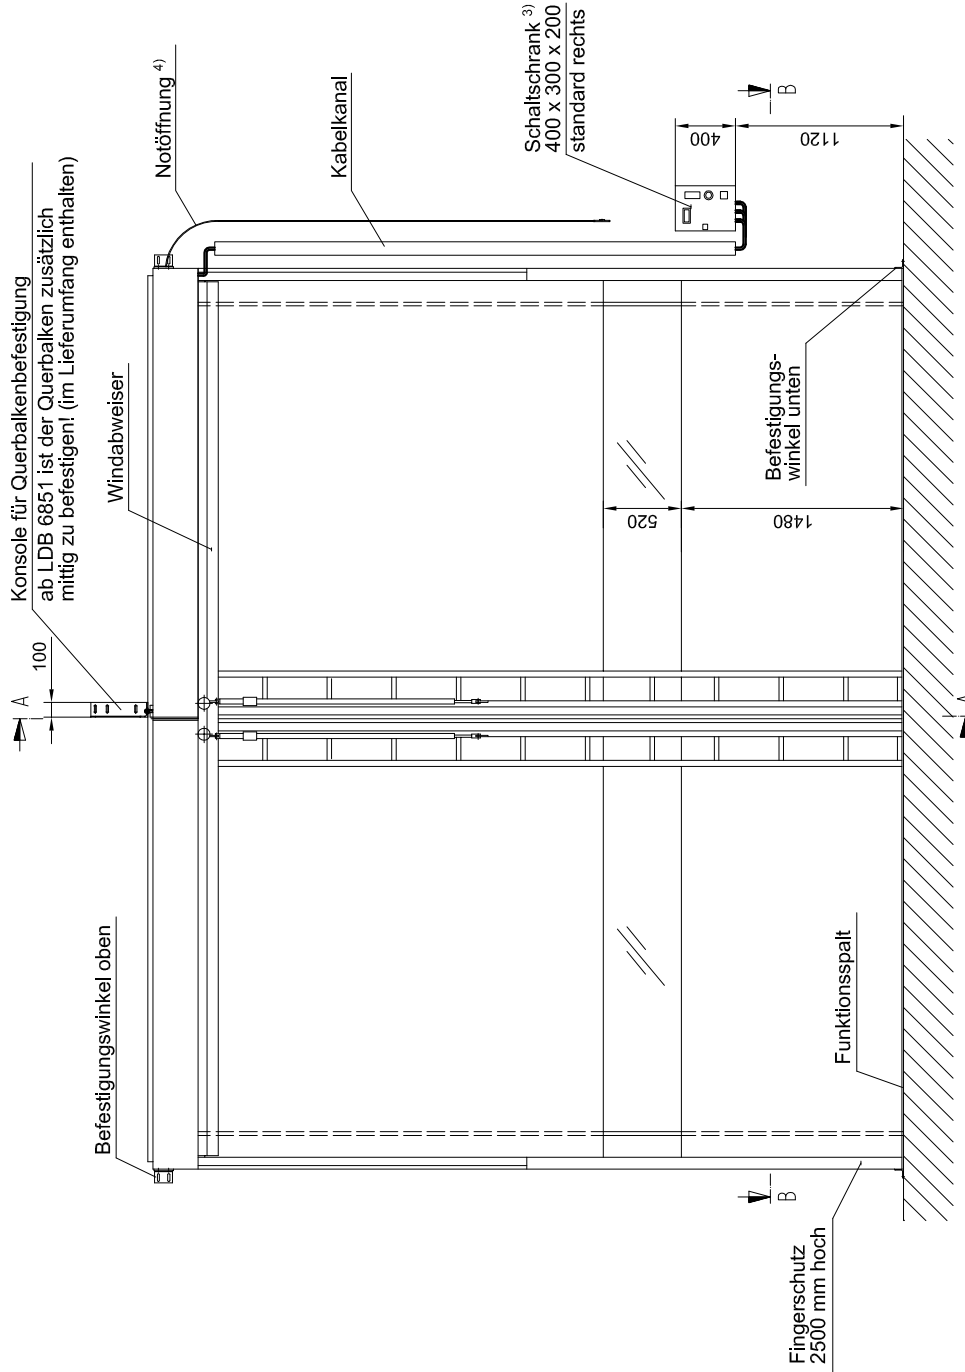 Konsole für Querbalkenbefestigung
ab LDB 6851 ist der Querbalken zusätzlich
mittig zu befestigen! (im Lieferumfang enthalten)
100
A
Befestigungswinkel oben
Windabweiser
Notöffnung 4)
Kabelkanal
Schaltschrank 3)
400 x 300 x 200
standard rechts
400
1120
B
520
1480
Befestigungs-
winkel unten
Funktionsspalt
B
Fingerschutz
2500 mm hoch